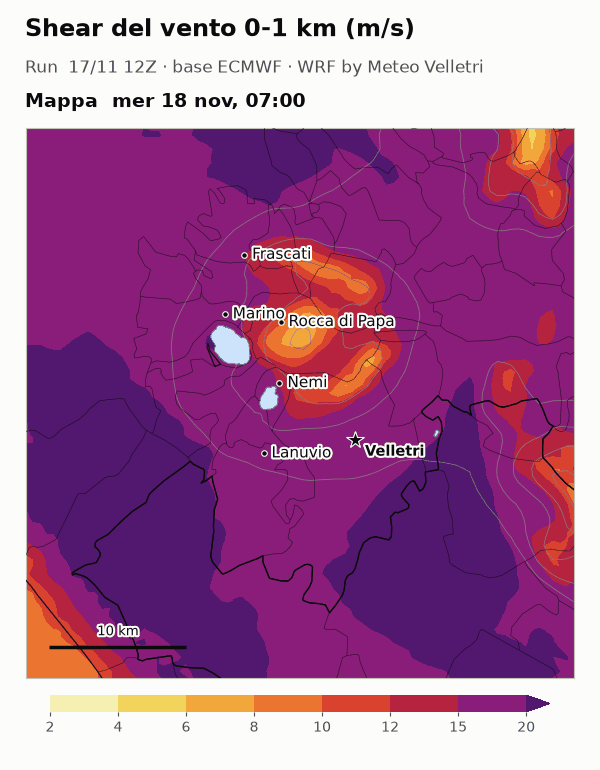 Shear del vento 0-1 km (m/s)
Run  17/11 12Z · base ECMWF · WRF by Meteo Velletri
Mappa  mer 18 nov, 07:00
Frascati
Marino
Rocca di Papa
Nemi
Velletri
Lanuvio
10 km
2 4 6 8 10 12 15 20